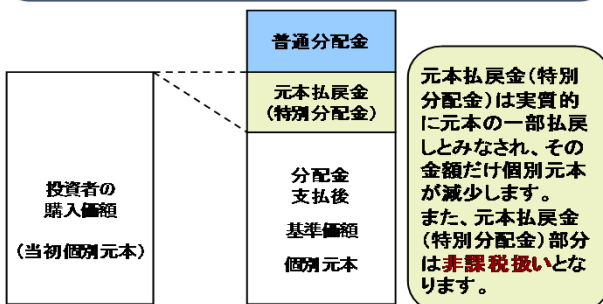 普通分配金
元本払戻金
(特別分配金)
投資者の
購入価額
(当初個別元本)
分配金
支払後
基準価額
個別元本
元本払戻金(特別
分配金)は実質的
に元本の一部払戻
しとみなされ、その
金額だけ個別元本
が減少します。
また、元本払戻金
(特別分配金)部分
は非課税扱いとな
ります。